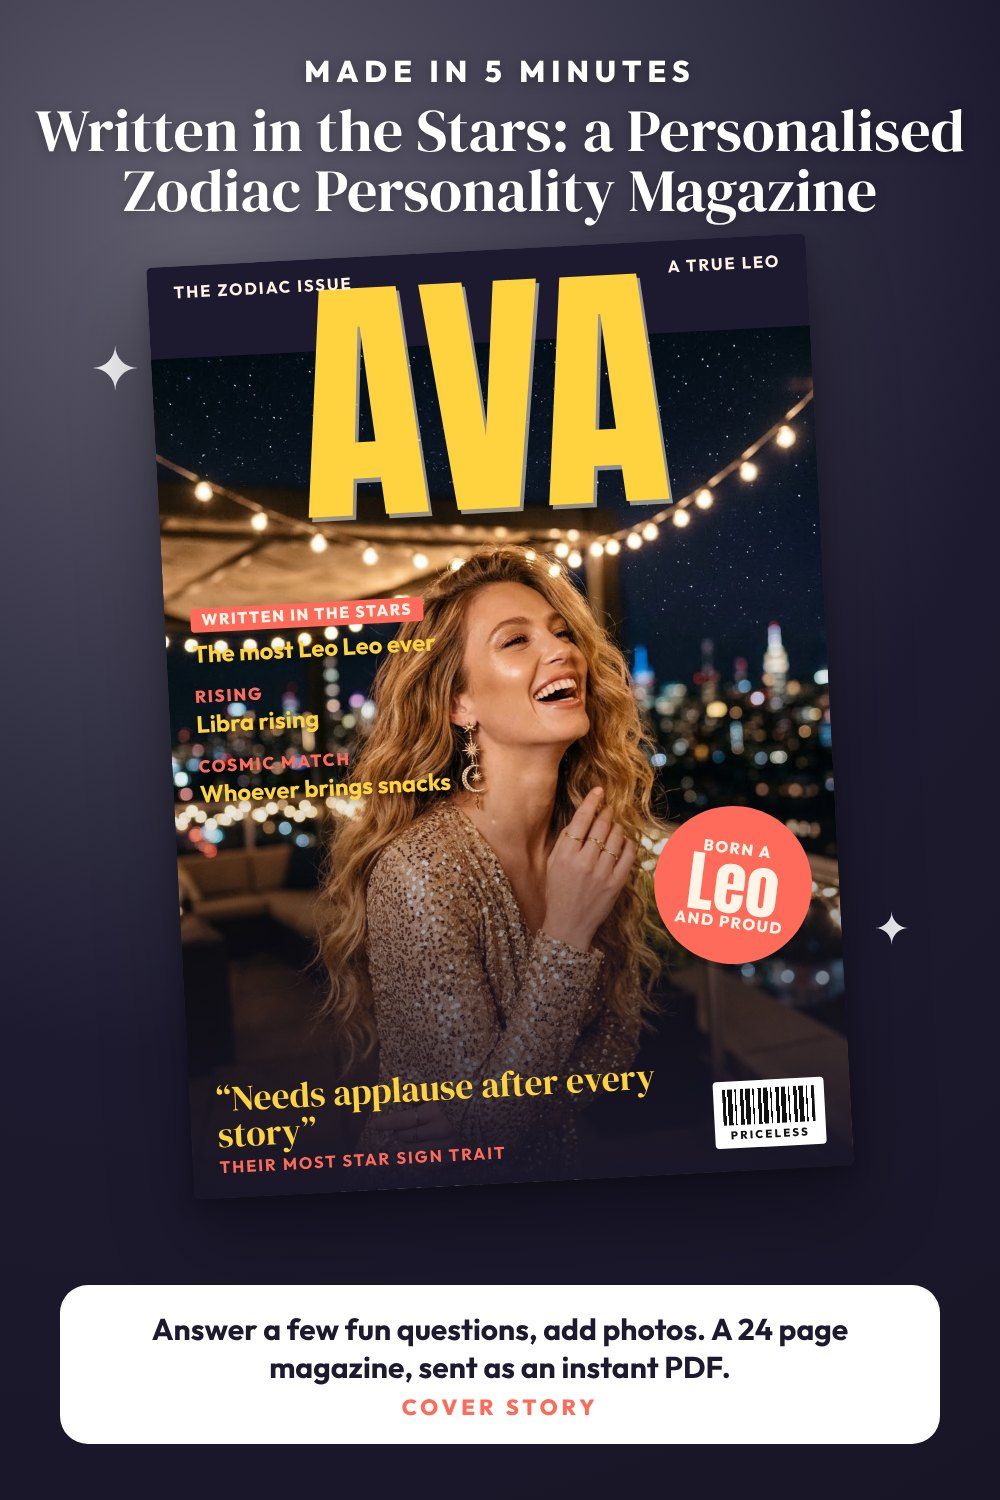 MADE IN 5 MINUTES
Written in the Stars: a Personalised
Zodiac Personality Magazine
THE ZODIAC ISSUE
A TRUE LEO
AVA
WRITTEN IN THE STARS
The most Leo Leo ever
RISING
Libra rising
COSMIC MATCH
Whoever brings snacks
BORN A
Leo
AND PROUD
“Needs applause after every
story”
THEIR MOST STAR SIGN TRAIT
PRICELESS
Answer a few fun questions, add photos. A 24 page
magazine, sent as an instant PDF.
COVER STORY